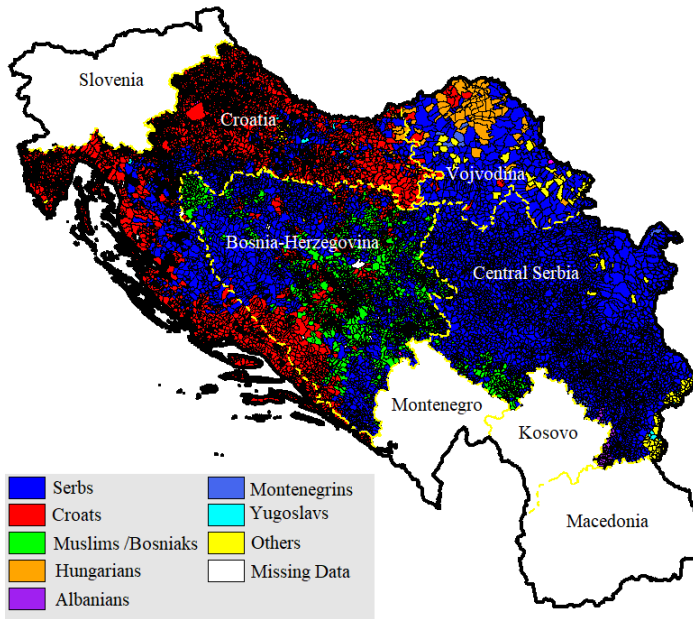 Slovenia
Croatia
Vojvodina
Bosnia-Herzegovina
Central Serbia
Montenegro
Kosovo
Macedonia
Serbs
Croats
Muslims /Bosniaks
Hungarians
Albanians
Montenegrins
Yugoslavs
Others
Missing Data